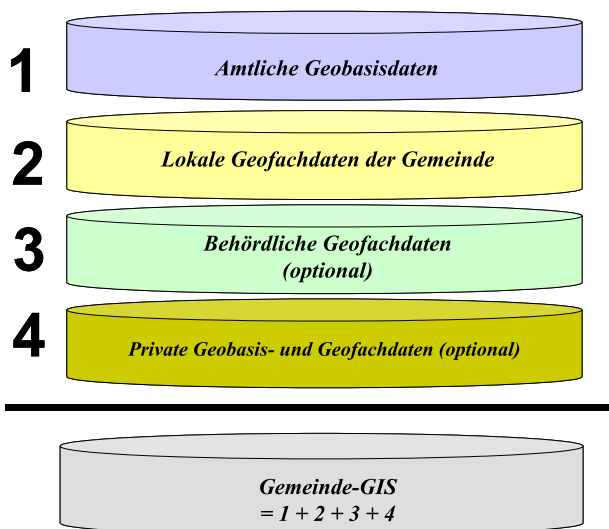 1
Amtliche Geobasisdaten
2
Lokale Geofachdaten der Gemeinde
3
Behördliche Geofachdaten
(optional)
4
Private Geobasis- und Geofachdaten (optional)
Gemeinde-GIS
= 1 + 2 + 3 + 4